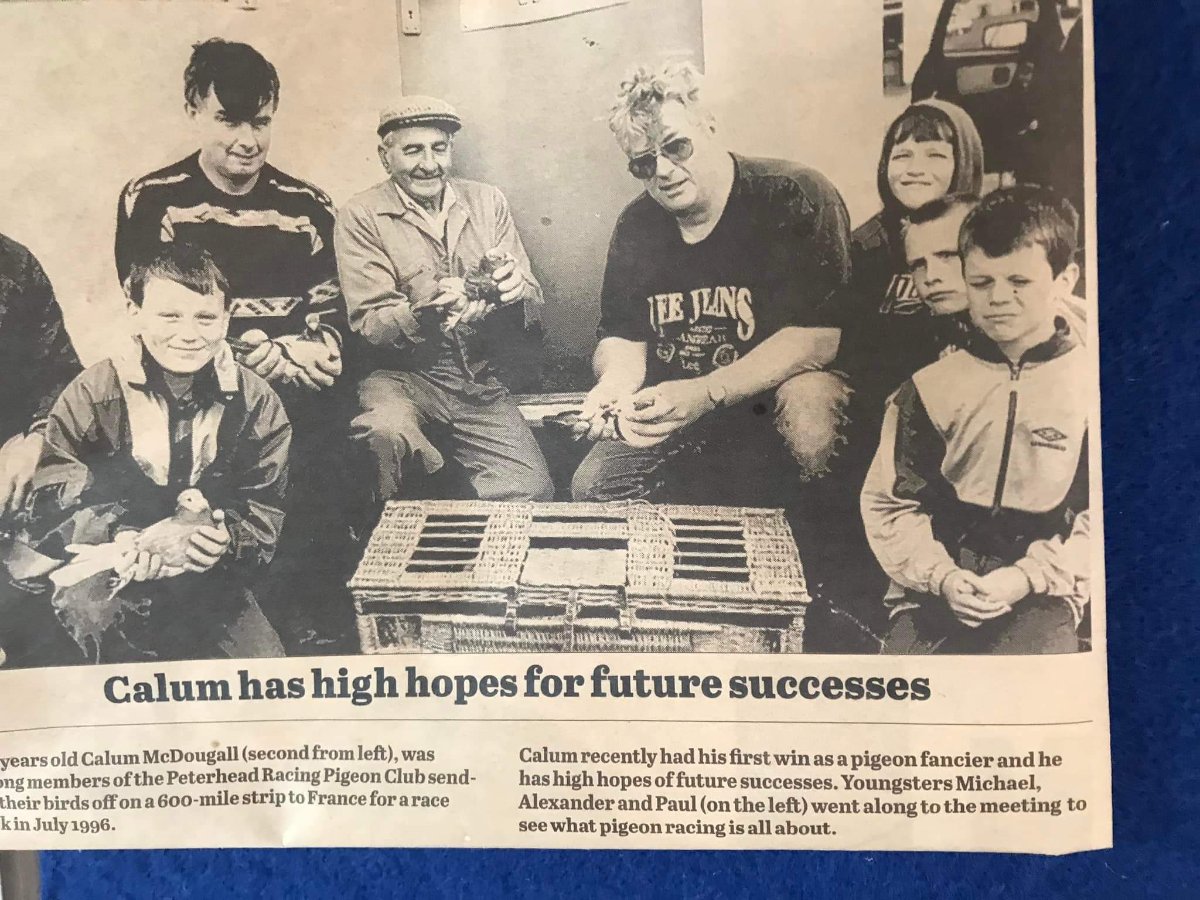 LEE JEANS
Lee
Calum has high hopes for future successes
years old Calum McDougall (second from left), was
ong members of the Peterhead Racing Pigeon Club send-
their birds off on a 600-mile strip to France for a race
k in July 1996.
Calum recently had his first win as a pigeon fancier and he
has high hopes of future successes. Youngsters Michael,
Alexander and Paul (on the left) went along to the meeting to
see what pigeon racing is all about.